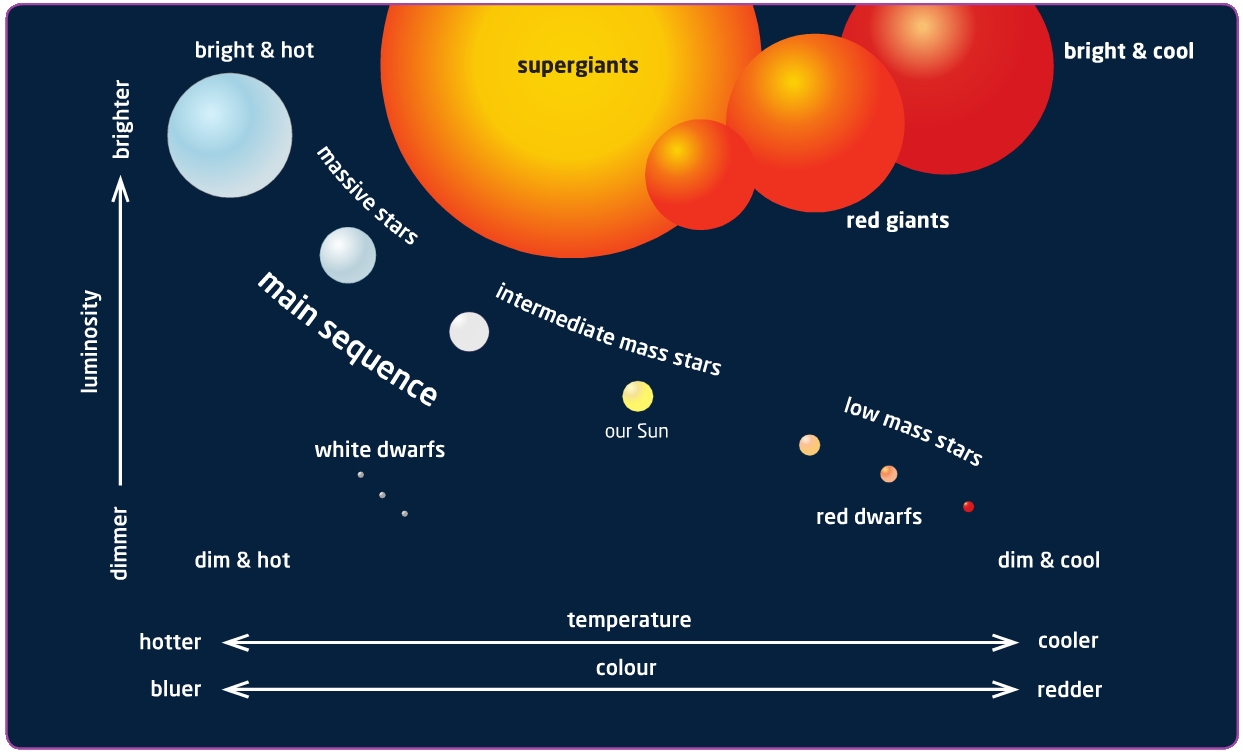 bright & hot
supergiants
bright & cool
brighter
massive stars
red giants
luminosity
main sequence
intermediate mass stars
our Sun
low mass stars
white dwarfs
red dwarfs
dimmer
dim & hot
dim & cool
temperature
hotter
cooler
colour
bluer
redder